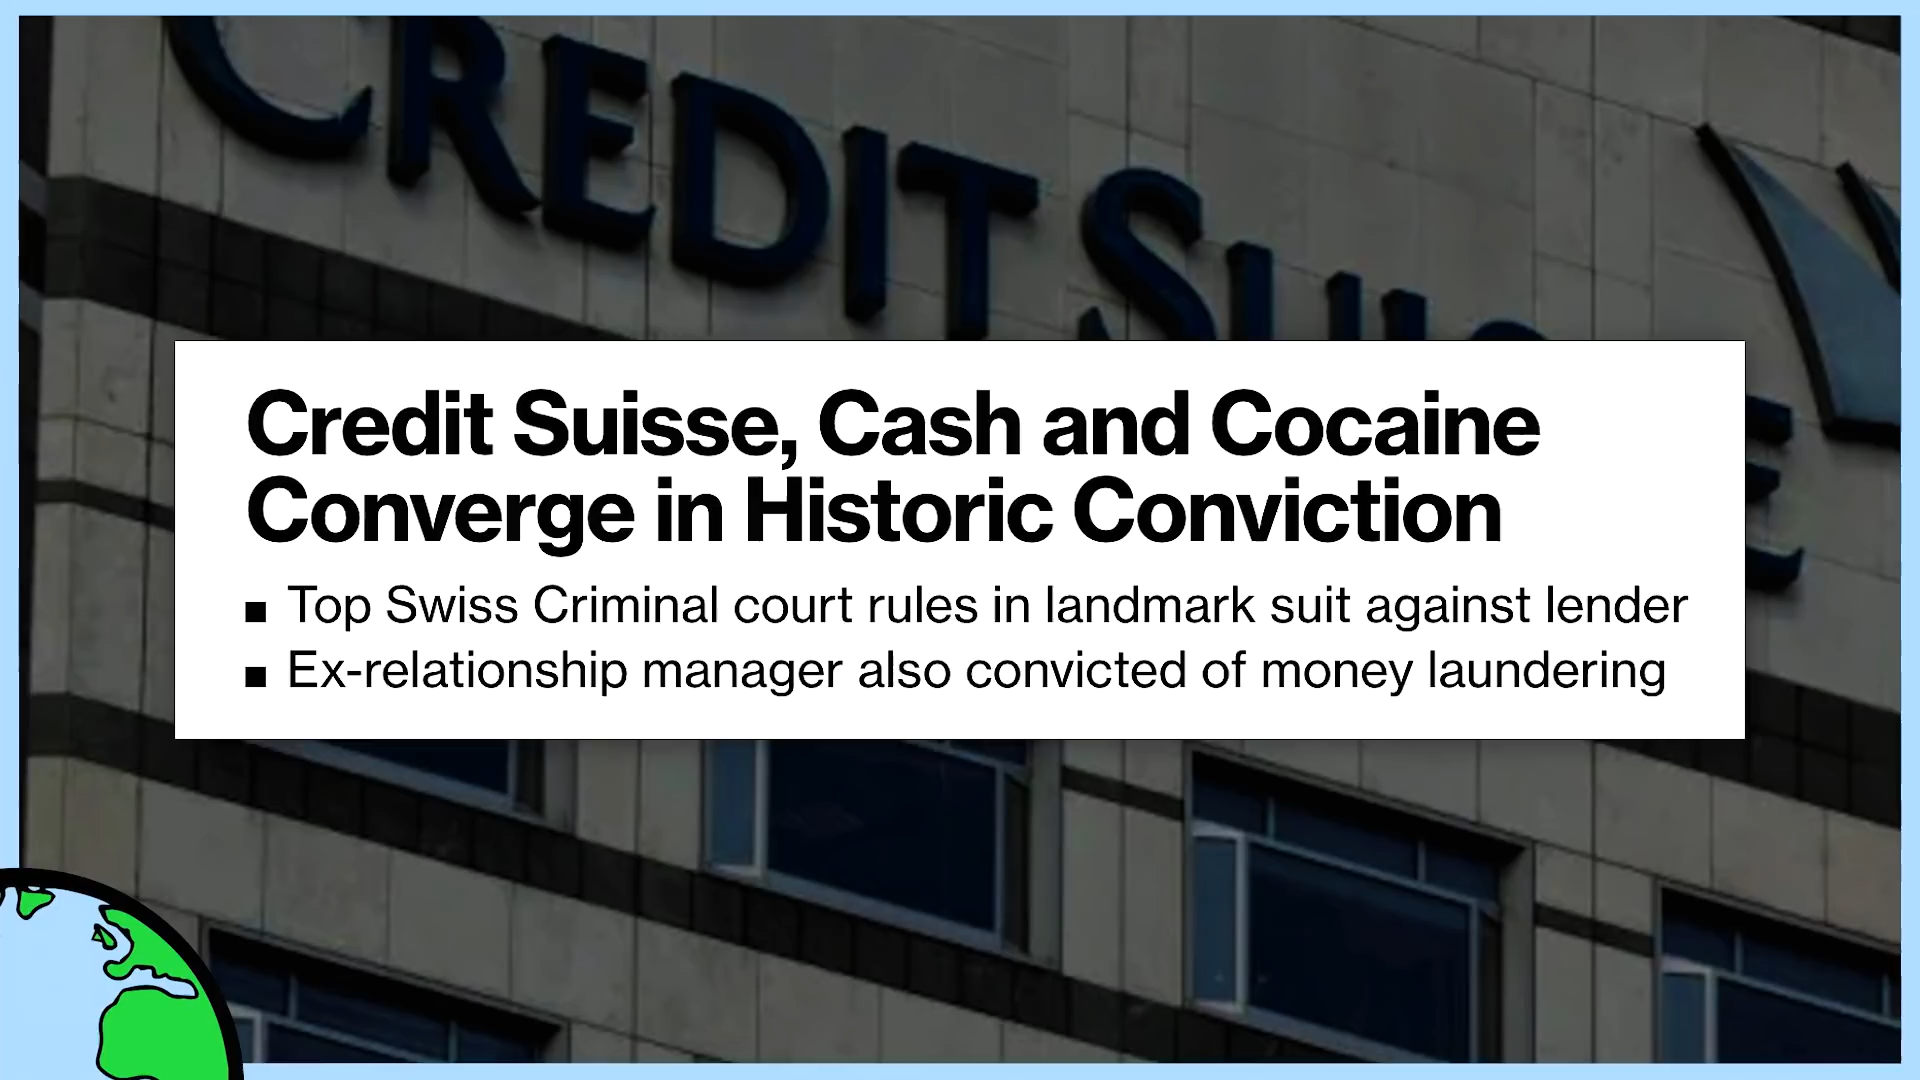 CREDIT SUIS E
Credit Suisse, Cash and Cocaine
Converge in Historic Conviction
▪ Top Swiss Criminal court rules in landmark suit against lender
▪ Ex-relationship manager also convicted of money laundering